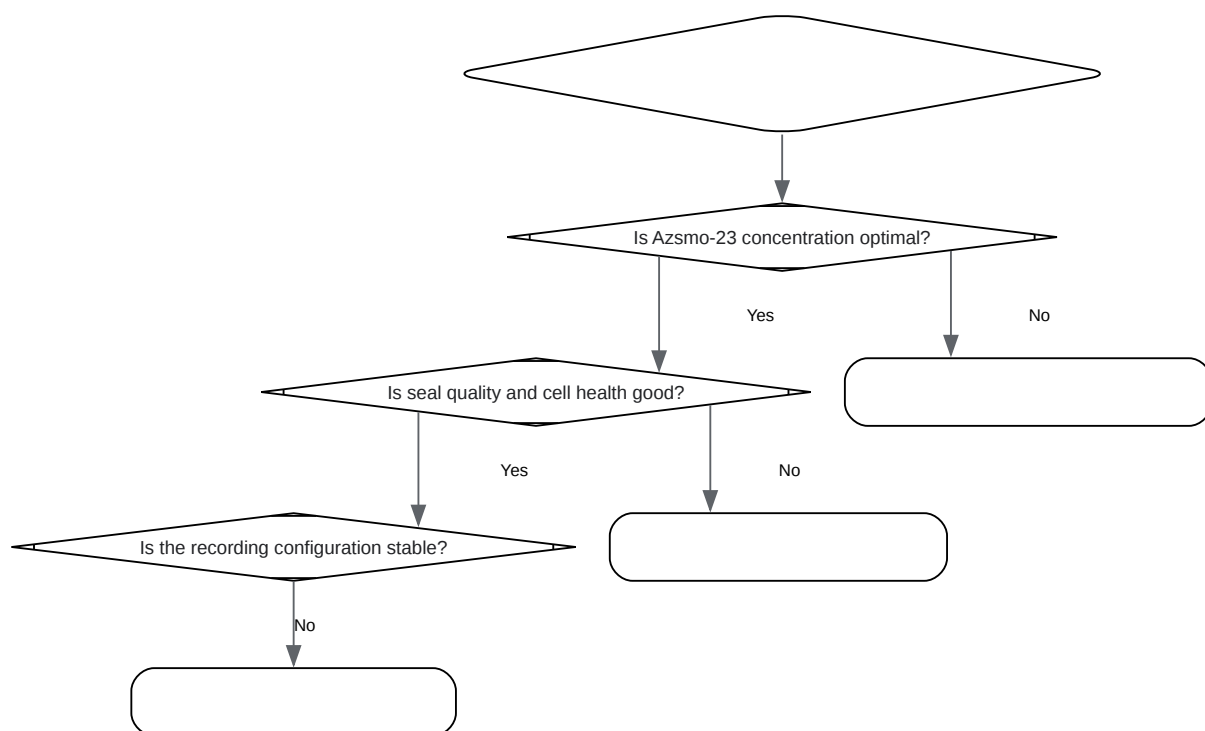 Is Azsmo-23 concentration optimal?
Yes
No
Is seal quality and cell health good?
Yes
No
Is the recording configuration stable?
No